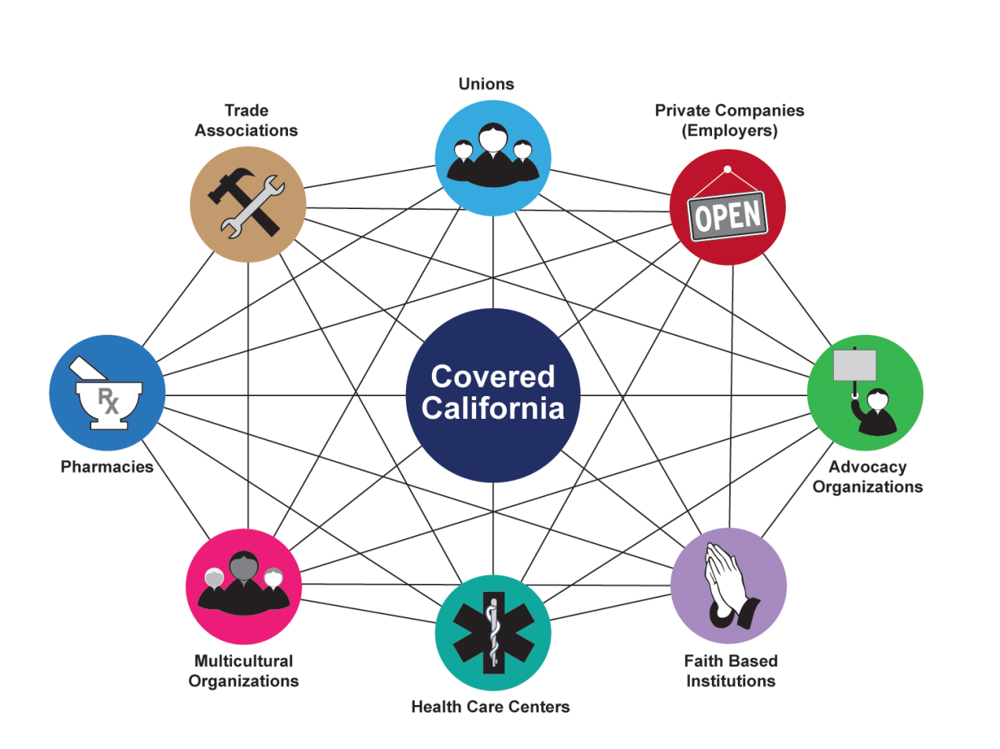 Unions
Trade
Associations
Private Companies
(Employers)
OPEN
Covered
California
RX
Pharmacies
Advocacy
Organizations
Multicultural
Organizations
Faith Based
Institutions
Health Care Centers